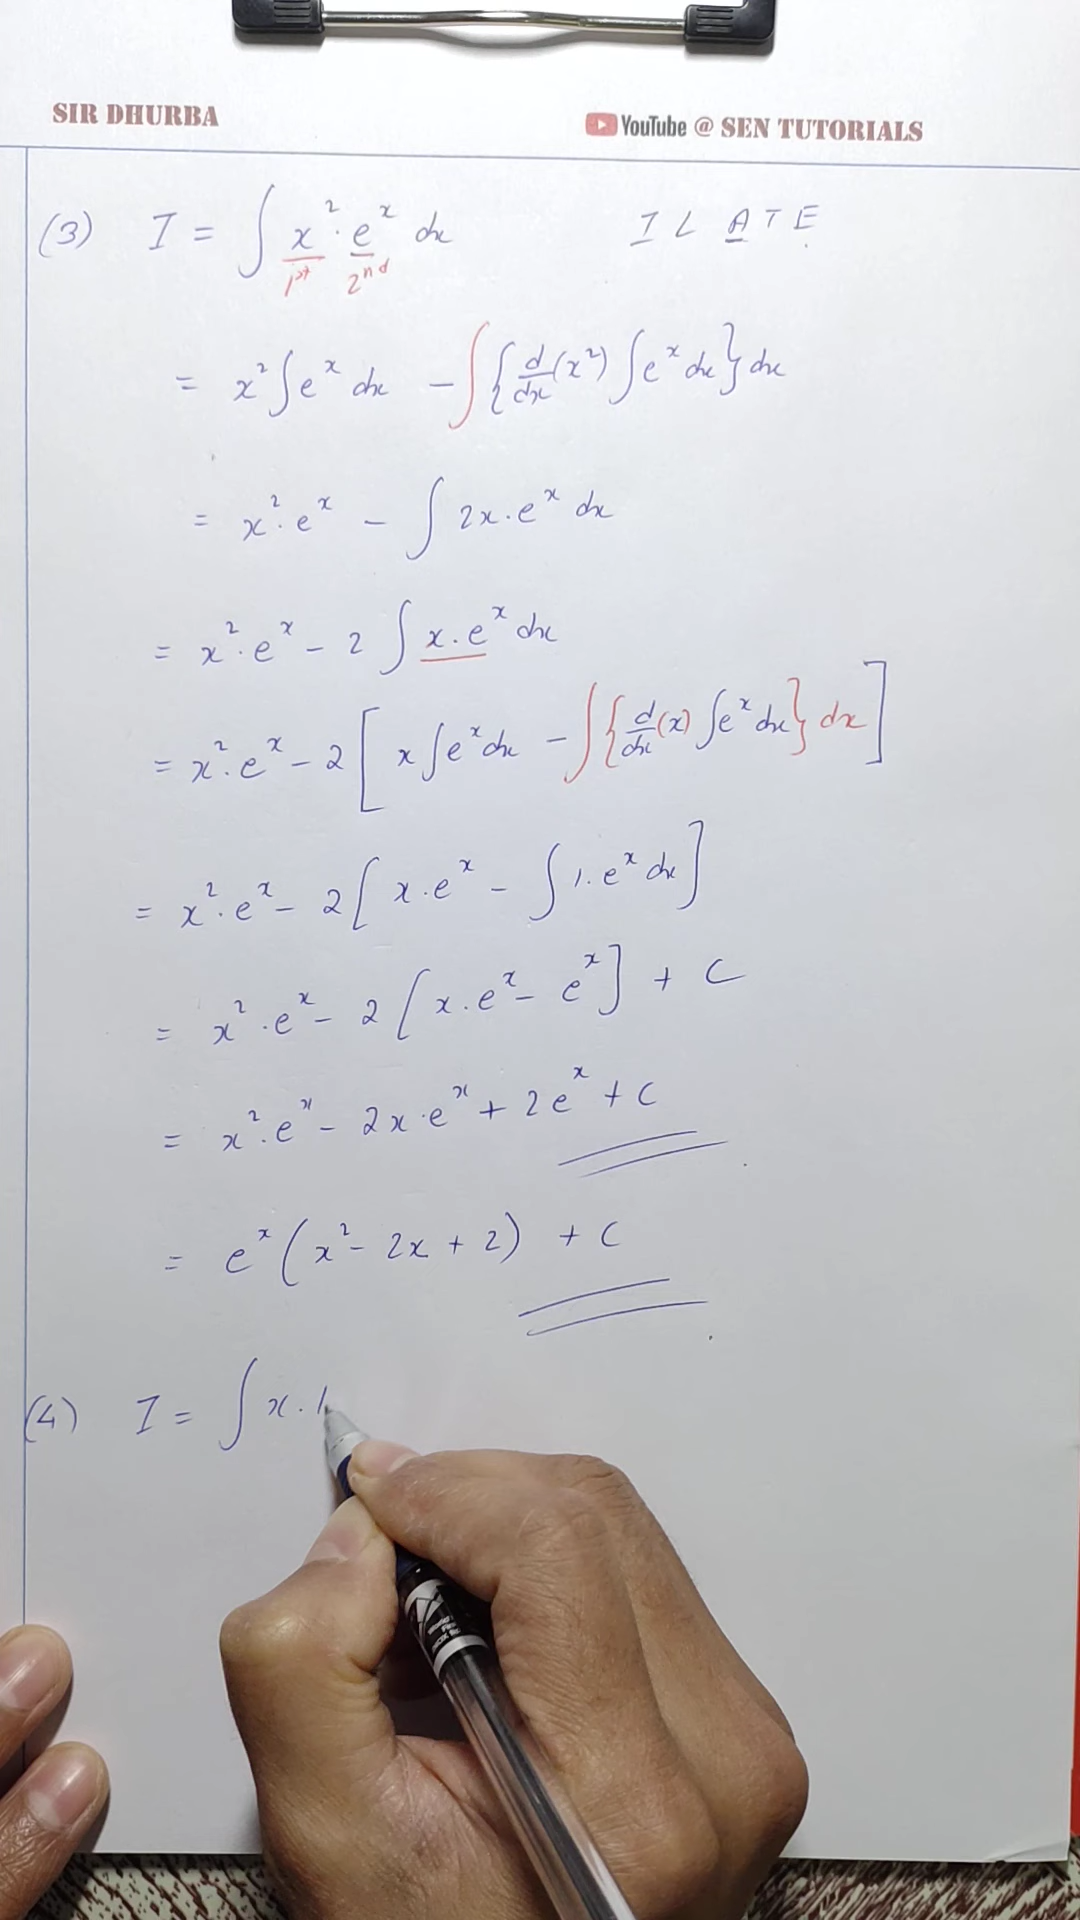 SIR DHURBA
YouTube @ SEN TUTORIALS
(3) I = ∫ x² · eˣ dx    I L A T E
1st 2nd
= x² ∫ eˣ dx − ∫ { d/dx (x²) ∫ eˣ dx } dx
= x² · eˣ − ∫ 2x · eˣ dx
= x² · eˣ − 2 ∫ x · eˣ dx
= x² · eˣ − 2 [ x ∫ eˣ dx − ∫ { d/dx (x) ∫ eˣ dx } dx ]
= x² · eˣ − 2 [ x · eˣ − ∫ 1 · eˣ dx ]
= x² · eˣ − 2 [ x · eˣ − eˣ ] + C
= x² · eˣ − 2x · eˣ + 2eˣ + C
= eˣ ( x² − 2x + 2 ) + C
(4) I = ∫ x ·